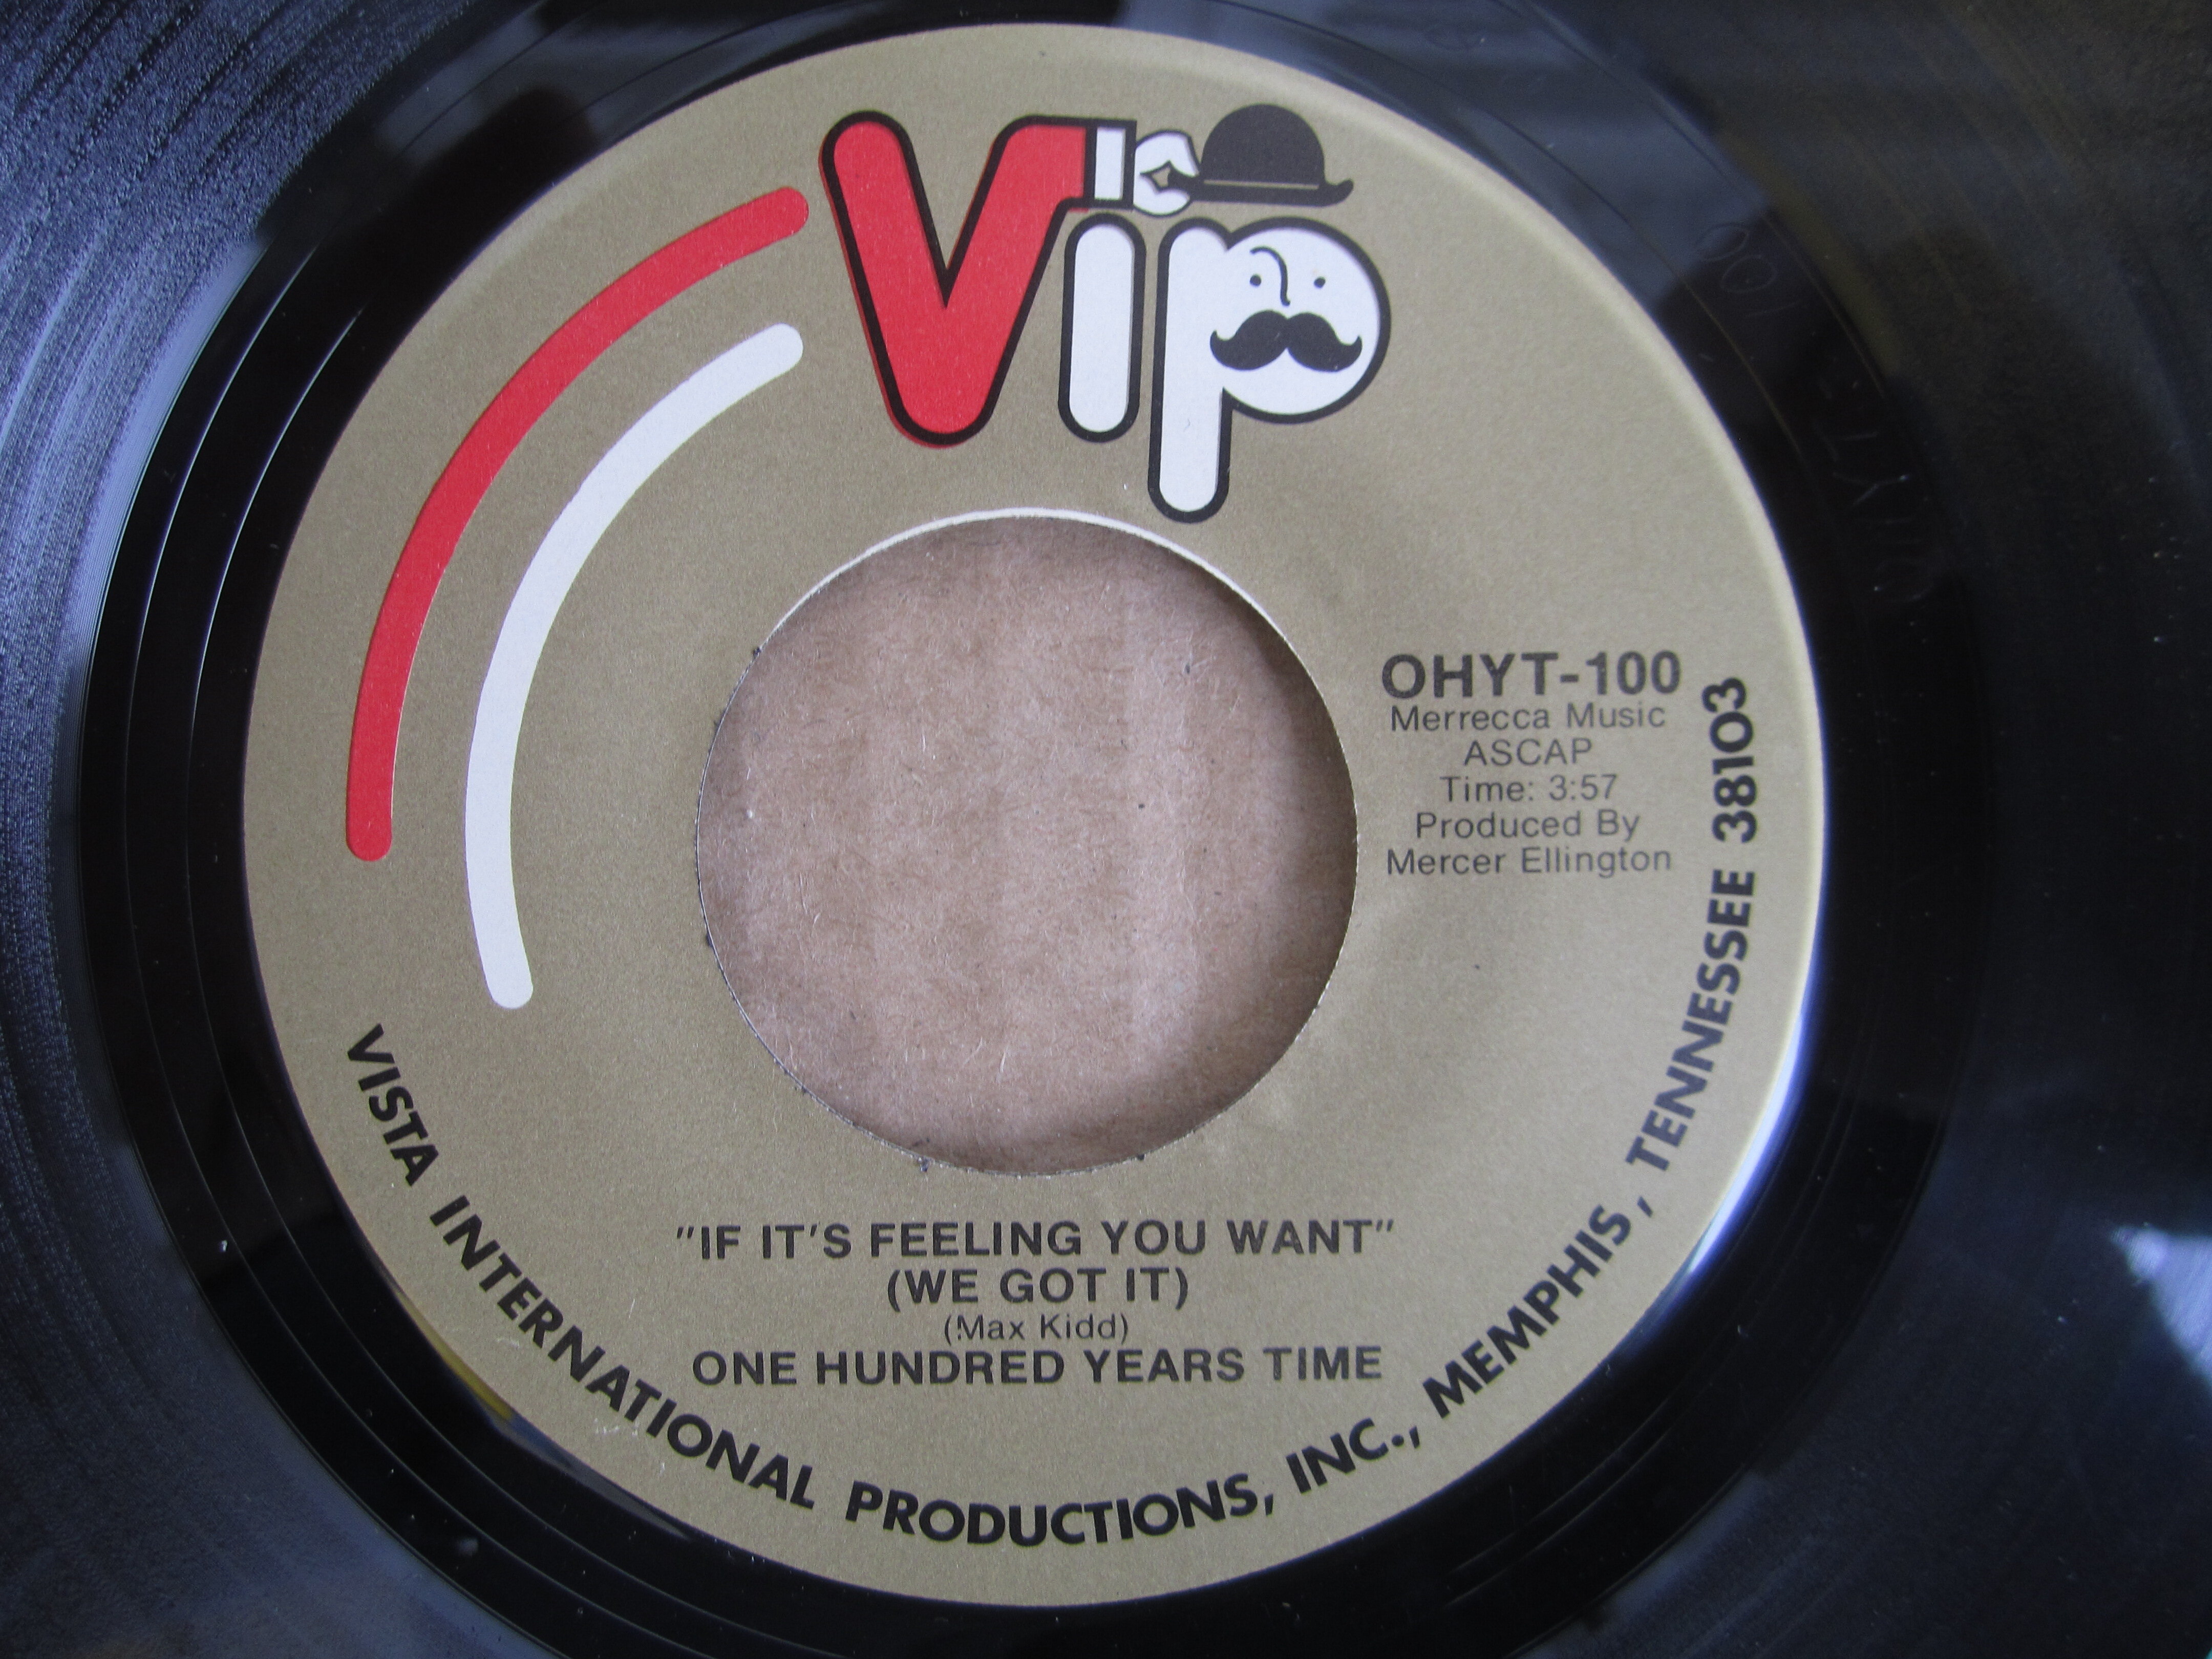 Vip
OHYT-100
Merrecca Music
ASCAP
Time: 3:57
Produced By
Mercer Ellington
"IF IT'S FEELING YOU WANT"
(WE GOT IT)
(Max Kidd)
ONE HUNDRED YEARS TIME
VISTA INTERNATIONAL PRODUCTIONS, INC., MEMPHIS, TENNESSEE 38103